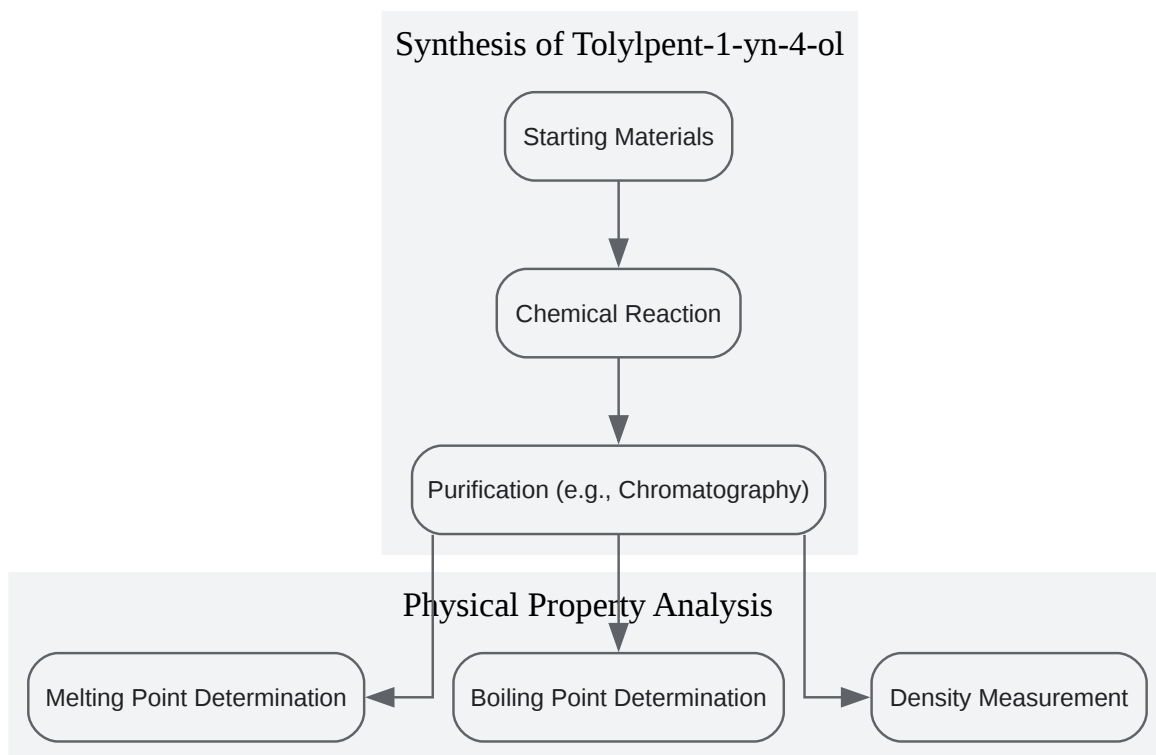 Synthesis of Tolylpent-1-yn-4-ol
Starting Materials
Chemical Reaction
Purification (e.g., Chromatography)
Physical Property Analysis
Melting Point Determination
Boiling Point Determination
Density Measurement